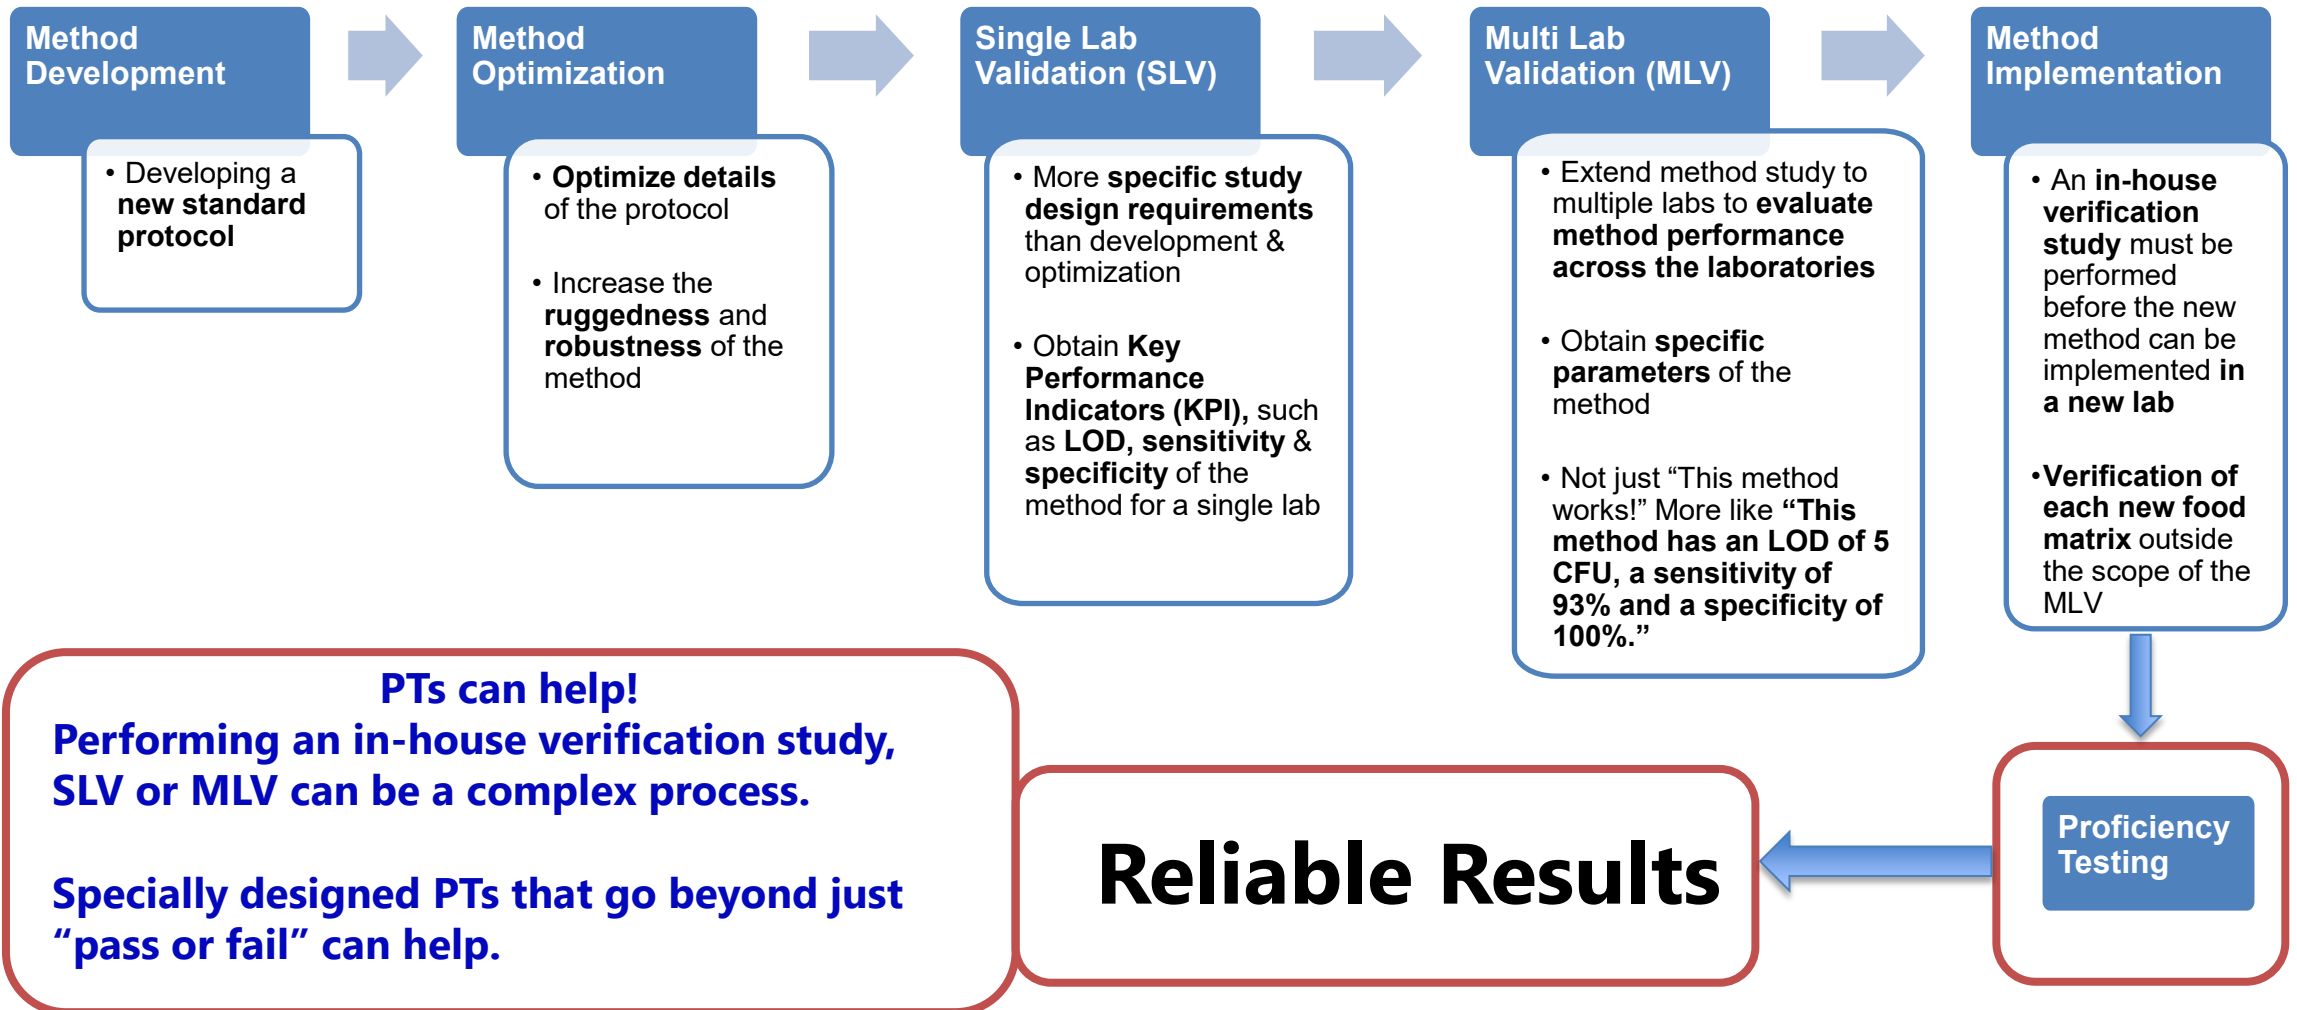 Method
Development
• Developing a
new standard
protocol
Method
Optimization
• Optimize details
of the protocol
• Increase the
ruggedness and
robustness of the
method
Single Lab
Validation (SLV)
• More specific study
design requirements
than development &
optimization
• Obtain Key
Performance
Indicators (KPI), such
as LOD, sensitivity &
specificity of the
method for a single lab
Multi Lab
Validation (MLV)
• Extend method study to
multiple labs to evaluate
method performance
across the laboratories
• Obtain specific
parameters of the
method
• Not just “This method
works!” More like “This
method has an LOD of 5
CFU, a sensitivity of
93% and a specificity of
100%.”
Method
Implementation
• An in-house
verification
study must be
performed
before the new
method can be
implemented in
a new lab
•Verification of
each new food
matrix outside
the scope of the
MLV
PTs can help!
Performing an in-house verification study,
SLV or MLV can be a complex process.
Specially designed PTs that go beyond just
“pass or fail” can help.
Reliable Results
Proficiency
Testing